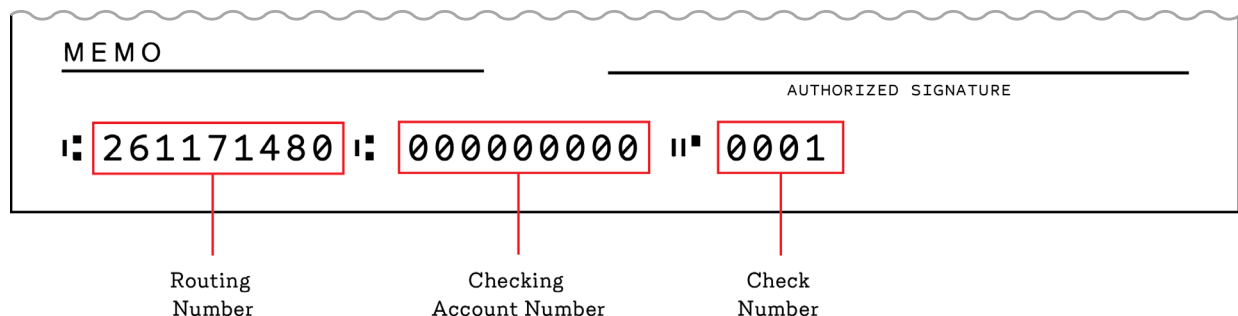 MEMO
AUTHORIZED SIGNATURE
⑆261171480⑆ 000000000⑈ 0001
Routing Number
Checking Account Number
Check Number